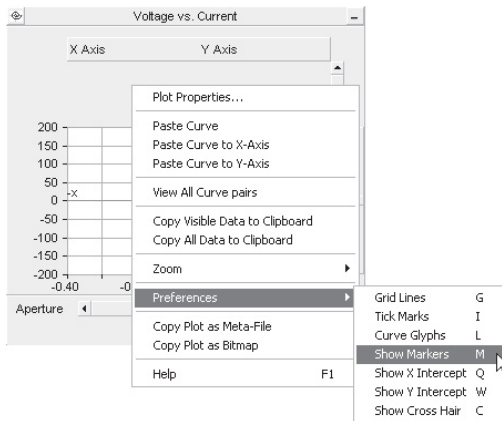 Voltage vs. Current
X Axis Y Axis
Plot Properties...
Paste Curve
Paste Curve to X-Axis
Paste Curve to Y-Axis
View All Curve pairs
Copy Visible Data to Clipboard
Copy All Data to Clipboard
Zoom
Preferences
Copy Plot as Meta-File
Copy Plot as Bitmap
Help F1
Grid Lines G
Tick Marks I
Curve Glyphs L
Show Markers M
Show X Intercept Q
Show Y Intercept W
Show Cross Hair C
200
150
100
50
-x
0
-50
-100
-150
-200
-0.40 -0
Aperture